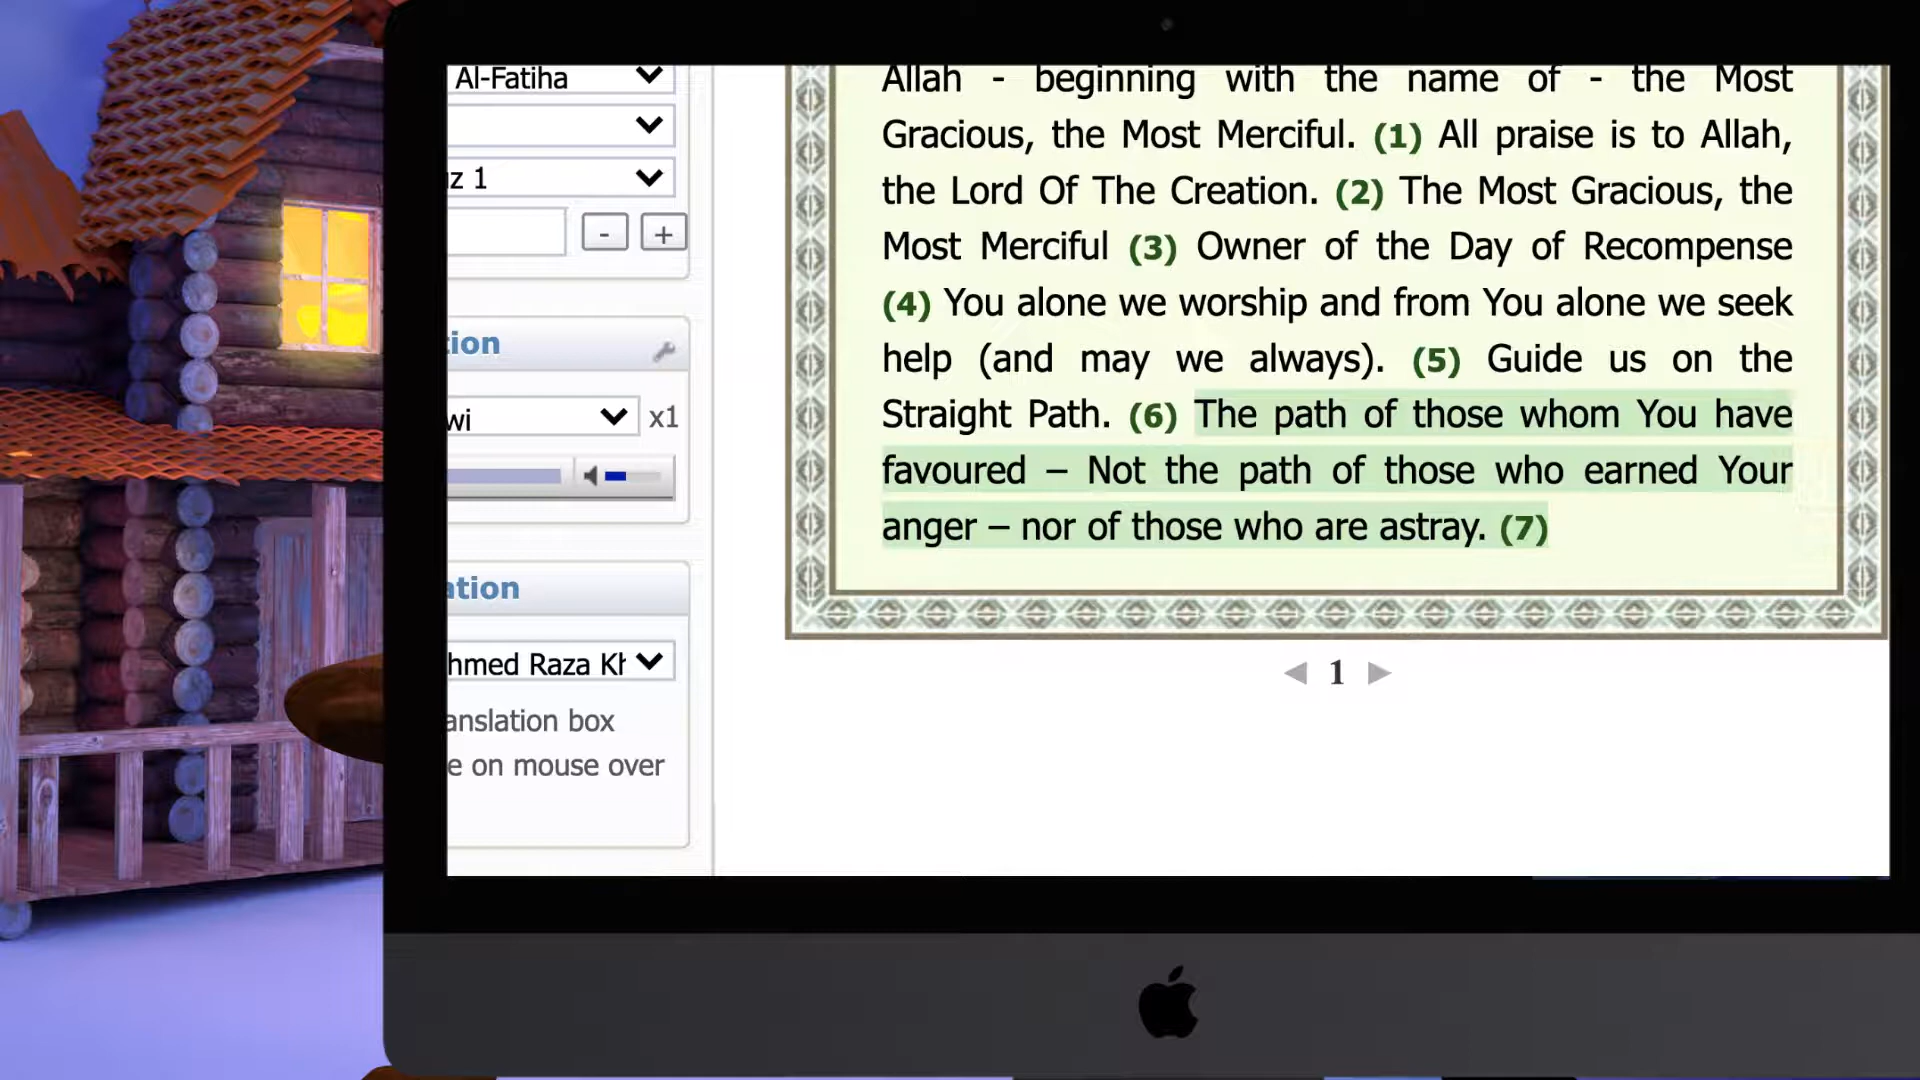 Al-Fatiha
z 1
- +
tion
wi x1
ation
hmed Raza Kh
anslation box
e on mouse over
Allah - beginning with the name of - the Most
Gracious, the Most Merciful. (1) All praise is to Allah,
the Lord Of The Creation. (2) The Most Gracious, the
Most Merciful (3) Owner of the Day of Recompense
(4) You alone we worship and from You alone we seek
help (and may we always). (5) Guide us on the
Straight Path. (6) The path of those whom You have
favoured – Not the path of those who earned Your
anger – nor of those who are astray. (7)
1